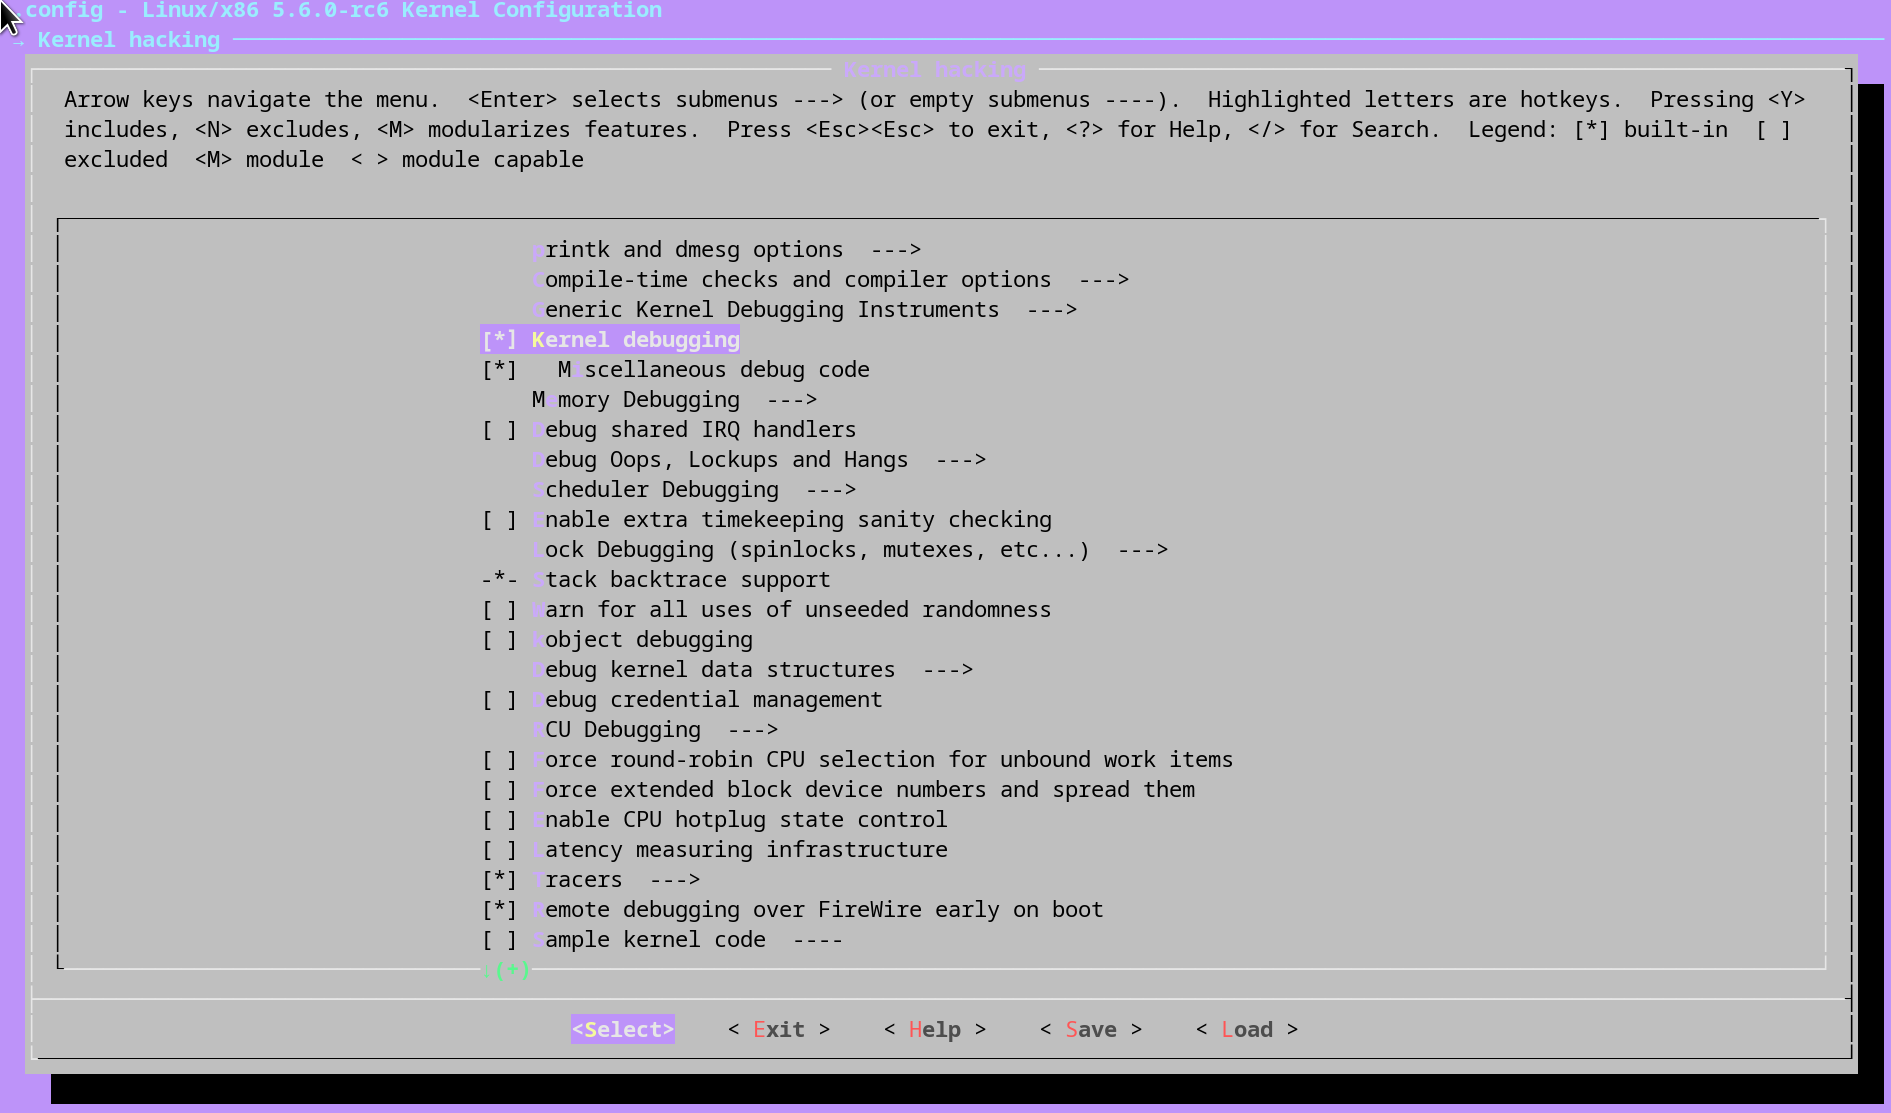 .config - Linux/x86 5.6.0-rc6 Kernel Configuration
→ Kernel hacking
Kernel hacking
Arrow keys navigate the menu.  <Enter> selects submenus ---> (or empty submenus ----).  Highlighted letters are hotkeys.  Pressing <Y>
includes, <N> excludes, <M> modularizes features.  Press <Esc><Esc> to exit, <?> for Help, </> for Search.  Legend: [*] built-in  [ ]
excluded  <M> module  < > module capable
printk and dmesg options  --->
Compile-time checks and compiler options  --->
Generic Kernel Debugging Instruments  --->
[*] Kernel debugging
[*]   Miscellaneous debug code
Memory Debugging  --->
[ ] Debug shared IRQ handlers
Debug Oops, Lockups and Hangs  --->
Scheduler Debugging  --->
[ ] Enable extra timekeeping sanity checking
Lock Debugging (spinlocks, mutexes, etc...)  --->
-*- Stack backtrace support
[ ] Warn for all uses of unseeded randomness
[ ] kobject debugging
Debug kernel data structures  --->
[ ] Debug credential management
RCU Debugging  --->
[ ] Force round-robin CPU selection for unbound work items
[ ] Force extended block device numbers and spread them
[ ] Enable CPU hotplug state control
[ ] Latency measuring infrastructure
[*] Tracers  --->
[*] Remote debugging over FireWire early on boot
[ ] Sample kernel code  ----
↓(+)
<Select>    < Exit >    < Help >    < Save >    < Load >